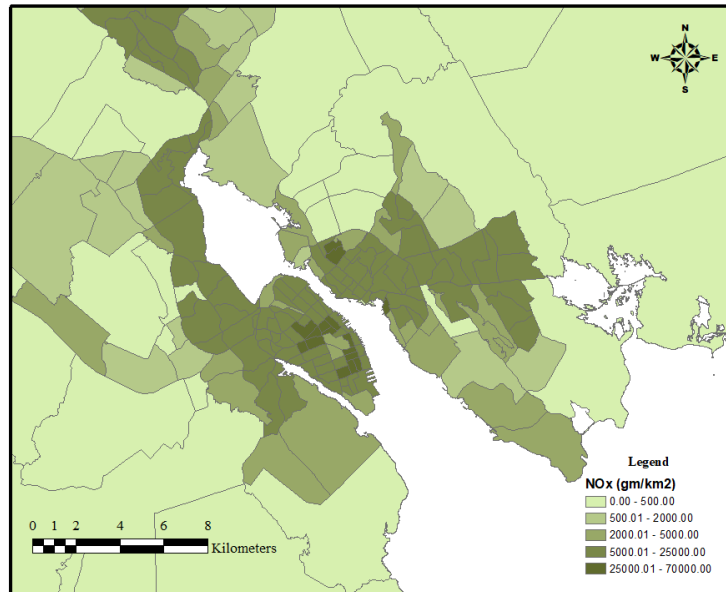 N
W E
S
Legend
NOx (gm/km2)
0.00 - 500.00
500.01 - 2000.00
2000.01 - 5000.00
5000.01 - 25000.00
25000.01 - 70000.00
0 1 2 4 6 8
Kilometers